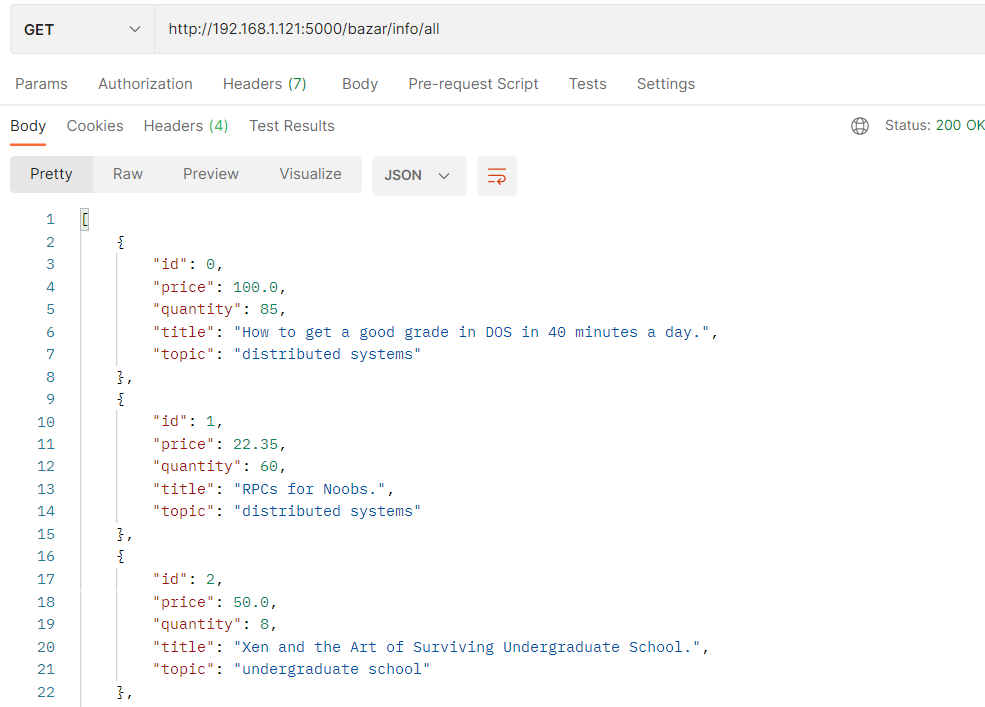 GET http://192.168.1.121:5000/bazar/info/all
Params Authorization Headers (7) Body Pre-request Script Tests Settings
Body Cookies Headers (4) Test Results Status: 200 OK
Pretty Raw Preview Visualize JSON
1 [
2 {
3 "id": 0,
4 "price": 100.0,
5 "quantity": 85,
6 "title": "How to get a good grade in DOS in 40 minutes a day.",
7 "topic": "distributed systems"
8 },
9 {
10 "id": 1,
11 "price": 22.35,
12 "quantity": 60,
13 "title": "RPCs for Noobs.",
14 "topic": "distributed systems"
15 },
16 {
17 "id": 2,
18 "price": 50.0,
19 "quantity": 8,
20 "title": "Xen and the Art of Surviving Undergraduate School.",
21 "topic": "undergraduate school"
22 },